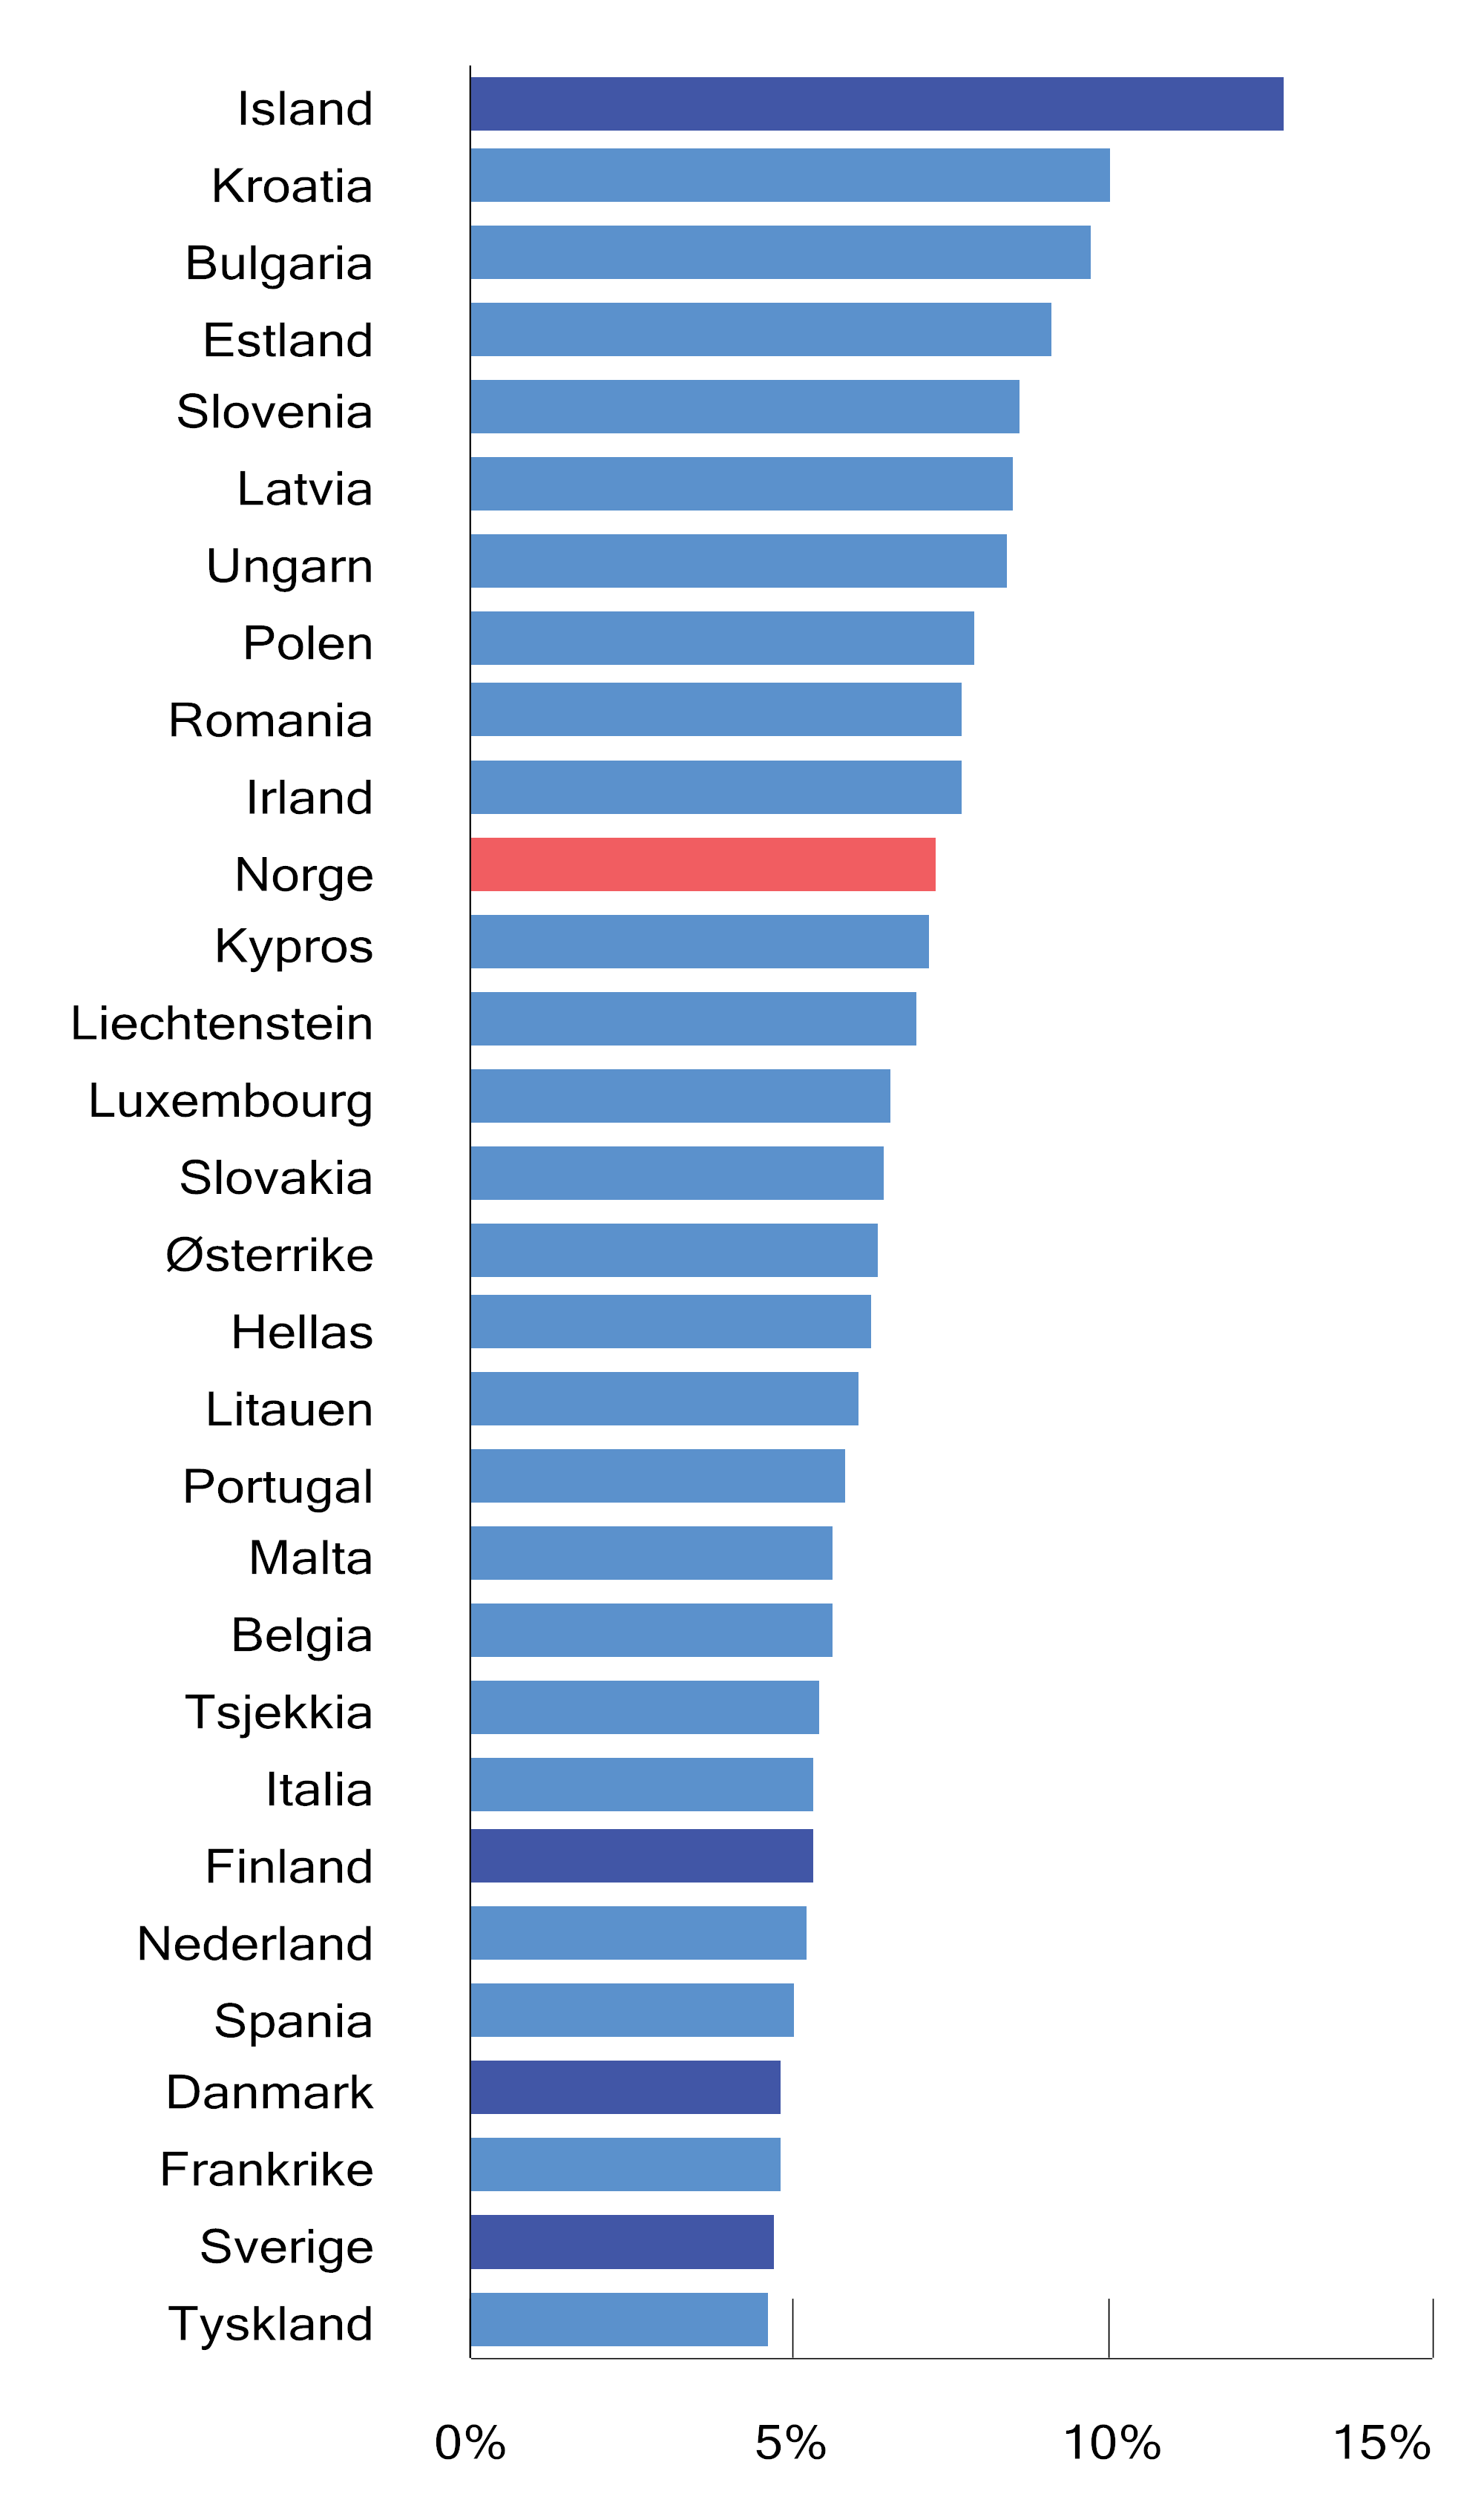 Island
Kroatia
Bulgaria
Estland
Slovenia
Latvia
Ungarn
Polen
Romania
Irland
Norge
Kypros
Liechtenstein
Luxembourg
Slovakia
Østerrike
Hellas
Litauen
Portugal
Malta
Belgia
Tsjekkia
Italia
Finland
Nederland
Spania
Danmark
Frankrike
Sverige
Tyskland
0% 5% 10% 15%